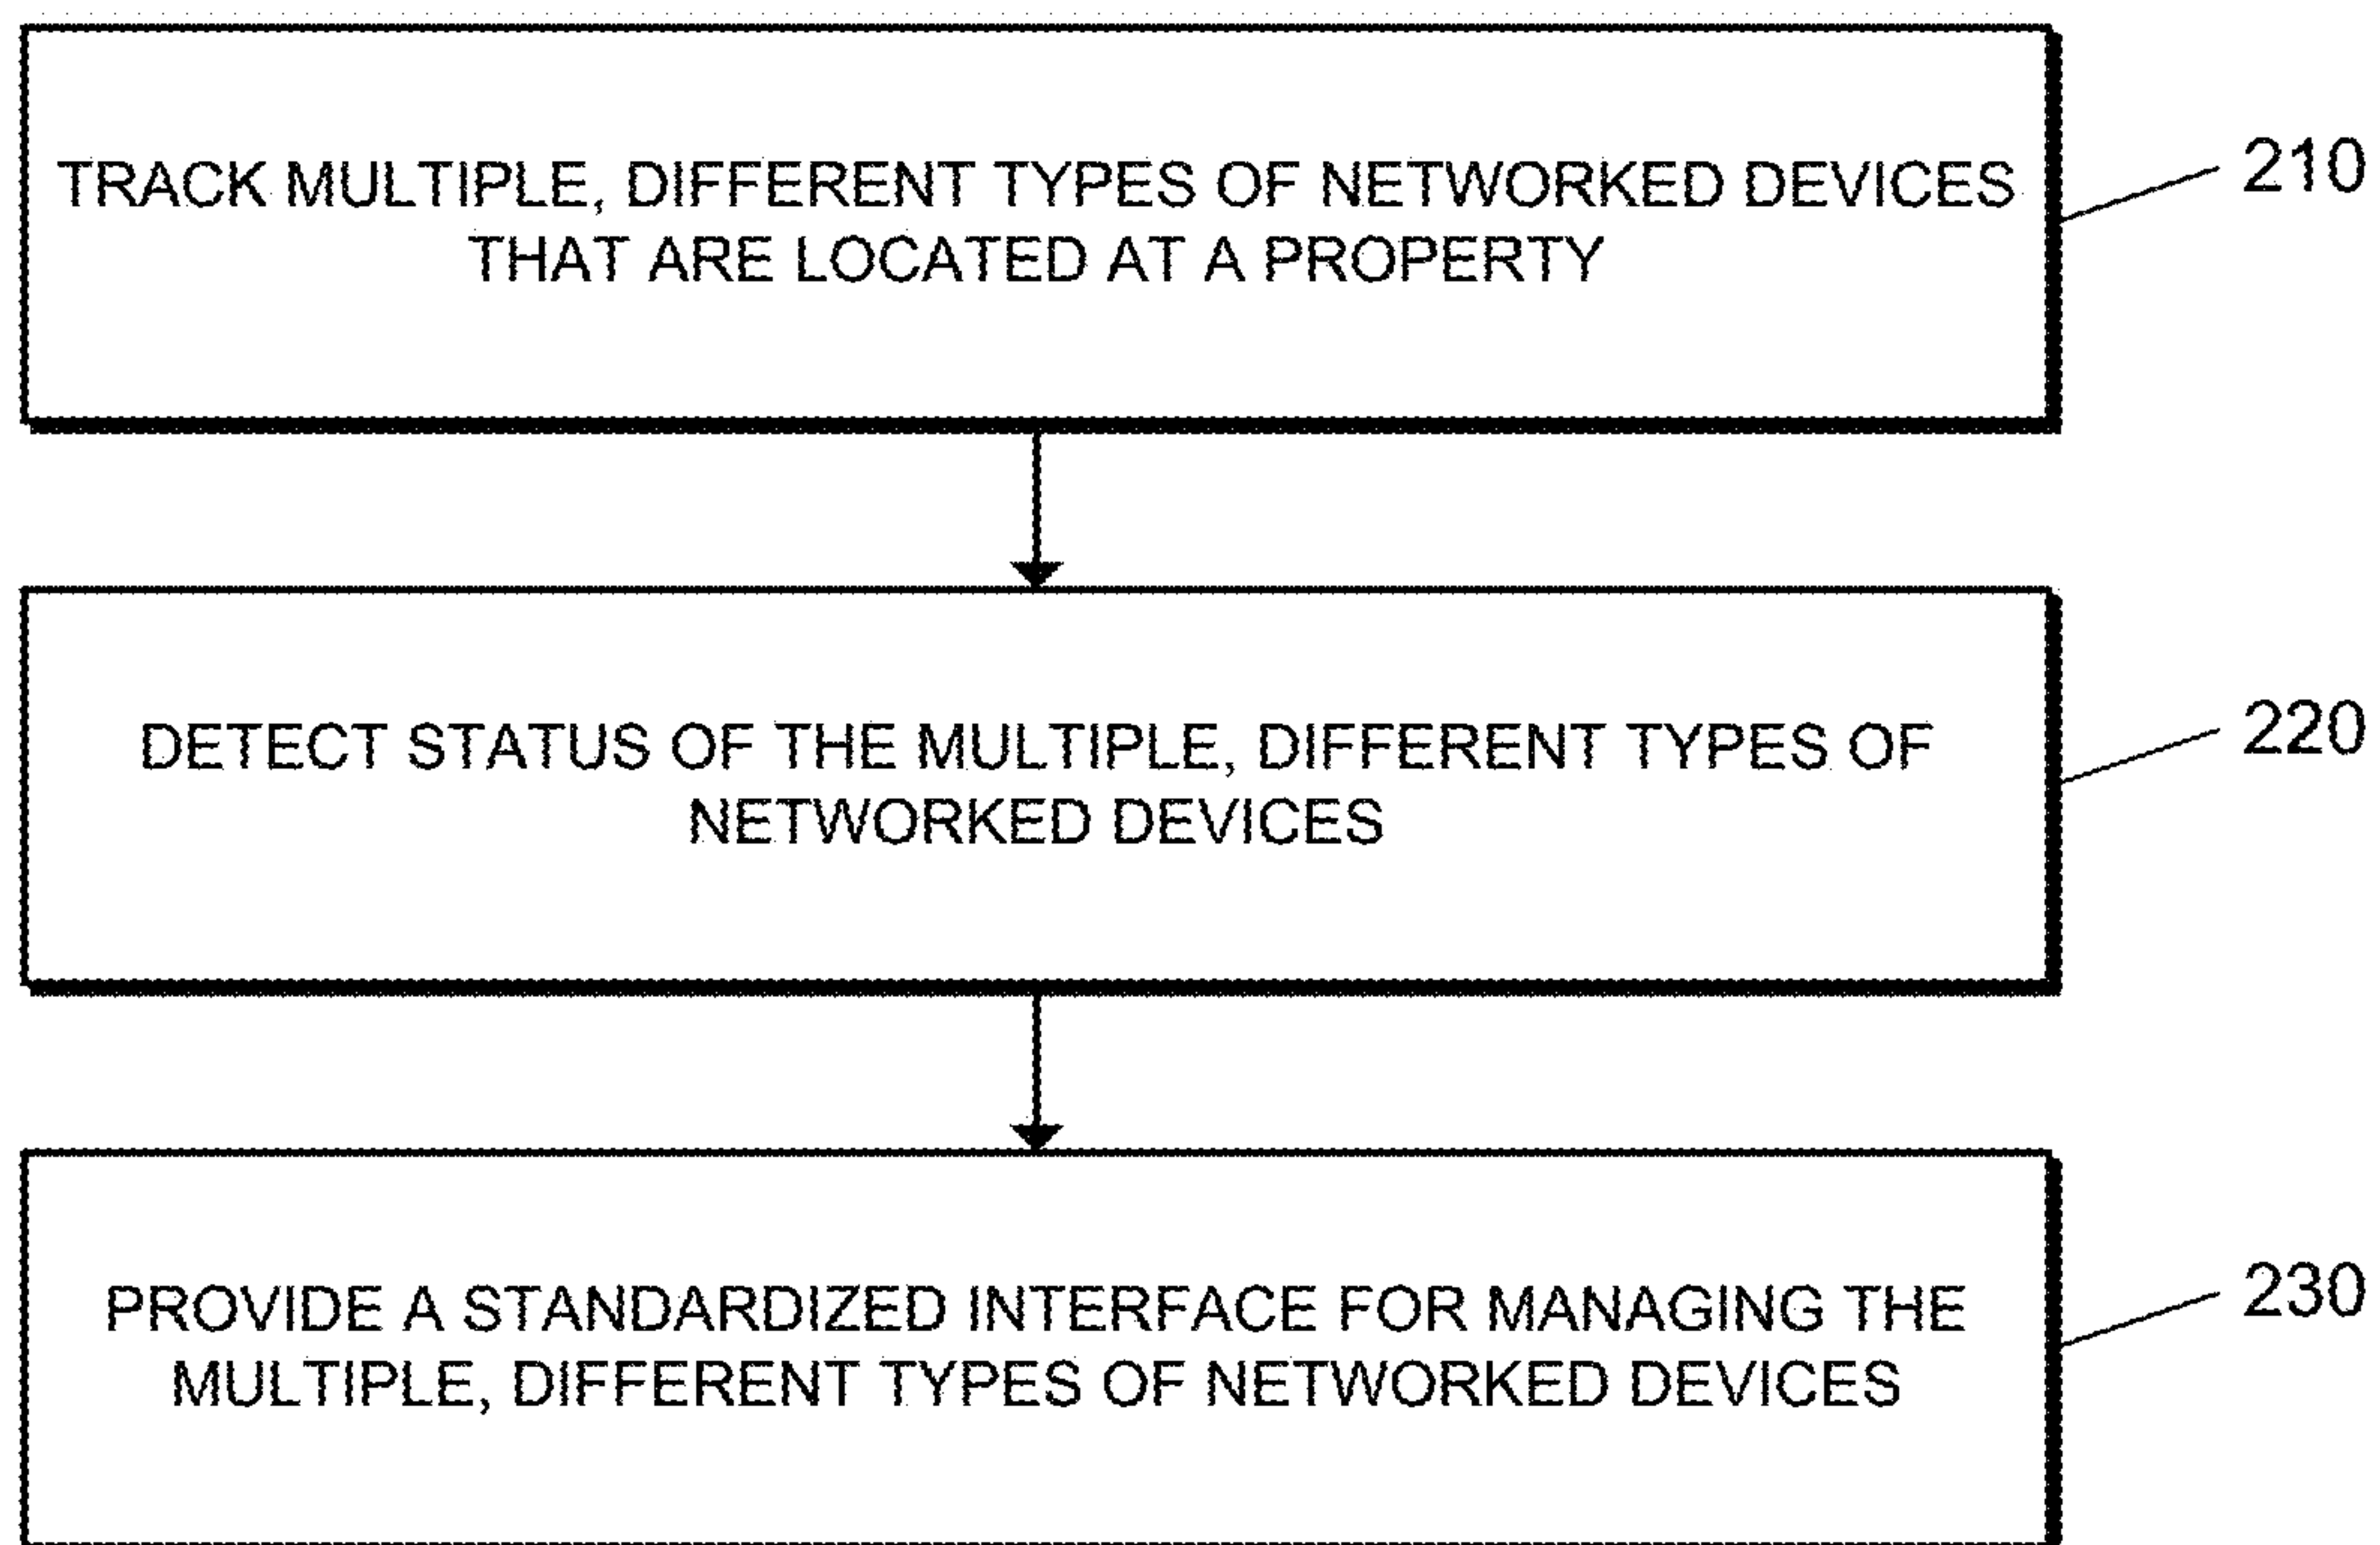 TRACK MULTIPLE, DIFFERENT TYPES OF NETWORKED DEVICES
THAT ARE LOCATED AT A PROPERTY
210
DETECT STATUS OF THE MULTIPLE, DIFFERENT TYPES OF
NETWORKED DEVICES
220
PROVIDE A STANDARDIZED INTERFACE FOR MANAGING THE
MULTIPLE, DIFFERENT TYPES OF NETWORKED DEVICES
230